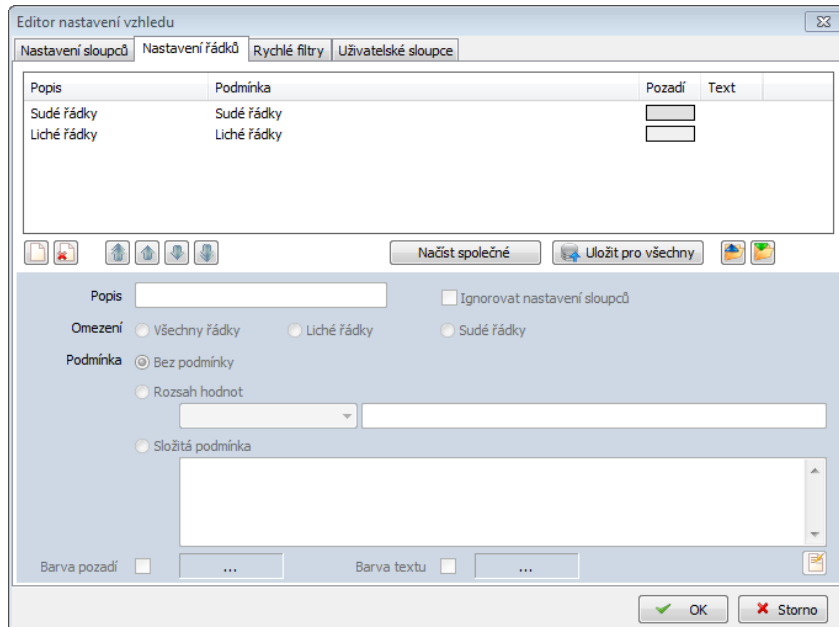 Editor nastavení vzhledu
Nastavení sloupců Nastavení řádků Rychlé filtry Uživatelské sloupce
Popis Podmínka Pozadí Text
Sudé řádky Sudé řádky
Liché řádky Liché řádky
Načíst společné Uložit pro všechny
Popis Ignorovat nastavení sloupců
Omezení Všechny řádky Liché řádky Sudé řádky
Podmínka Bez podmínky
Rozsah hodnot
Složitá podmínka
Barva pozadí ... Barva textu ...
OK Storno